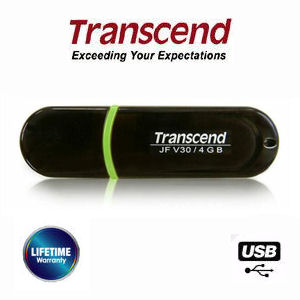 Transcend
Exceeding Your Expectations
Transcend
JF V30 / 4 GB
LIFETIME
Warranty
USB